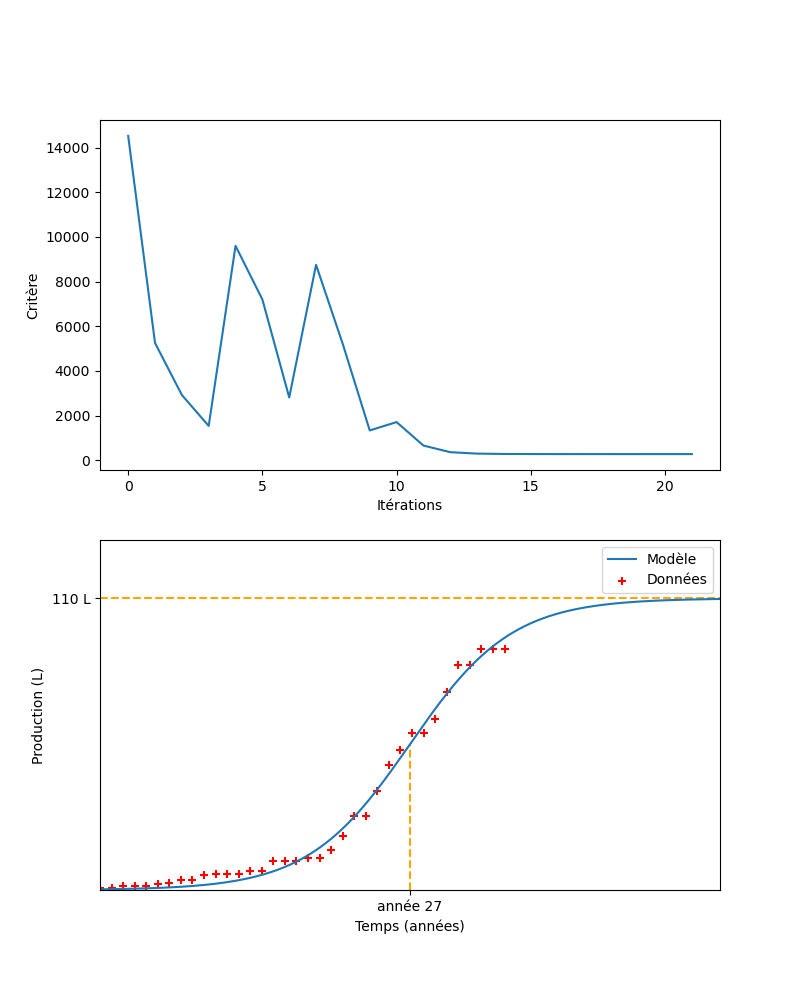 14000
12000
10000
8000
6000
4000
2000
0
Critère
0 5 10 15 20
Itérations
Modèle
Données
110 L
Production (L)
année 27
Temps (années)